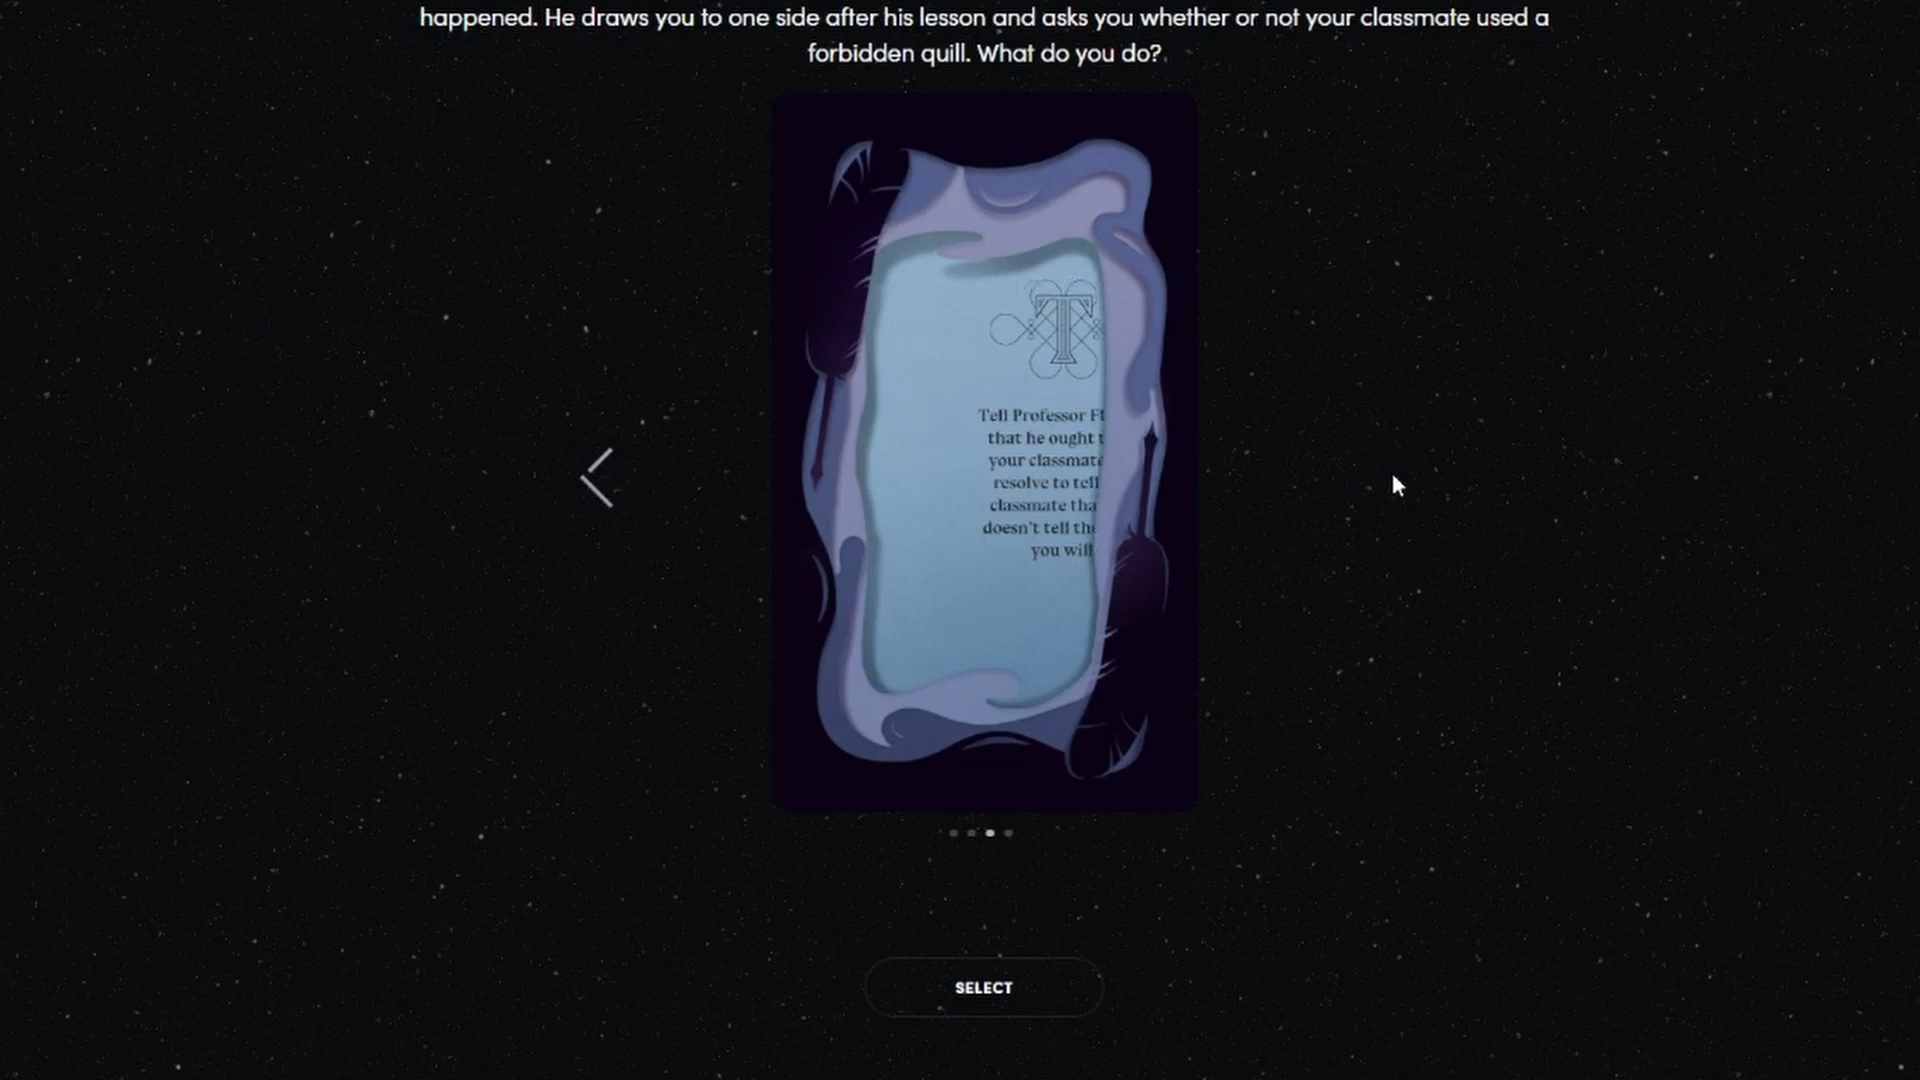 happened. He draws you to one side after his lesson and asks you whether or not your classmate used a
forbidden quill. What do you do?
T
Tell Professor Fl
that he ought t
your classmate
resolve to tell
classmate tha
doesn't tell the
you will
SELECT